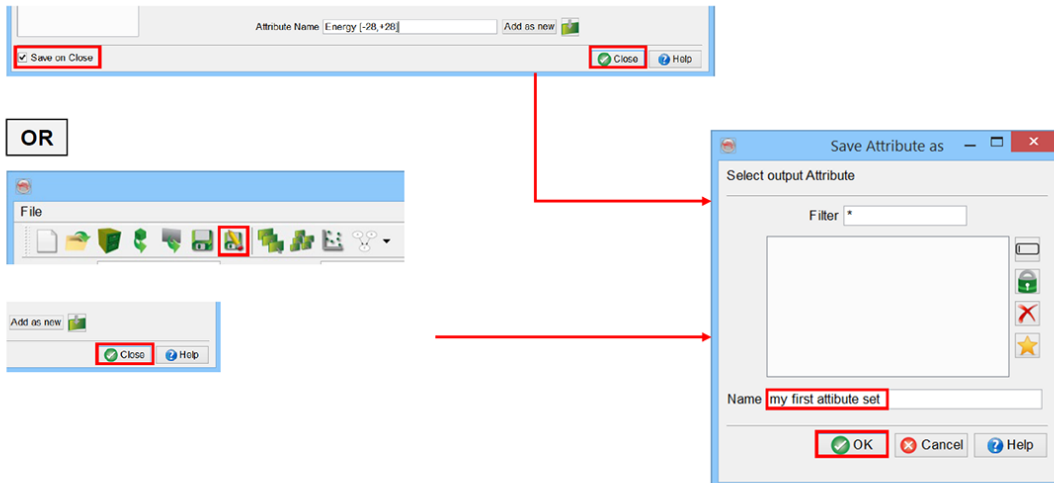 Attribute Name Energy [-28,+28] Add as new
Save on Close Close Help
OR
File
Add as new
Close Help
Save Attribute as
Select output Attribute
Filter *
Name my first attibute set
OK Cancel Help